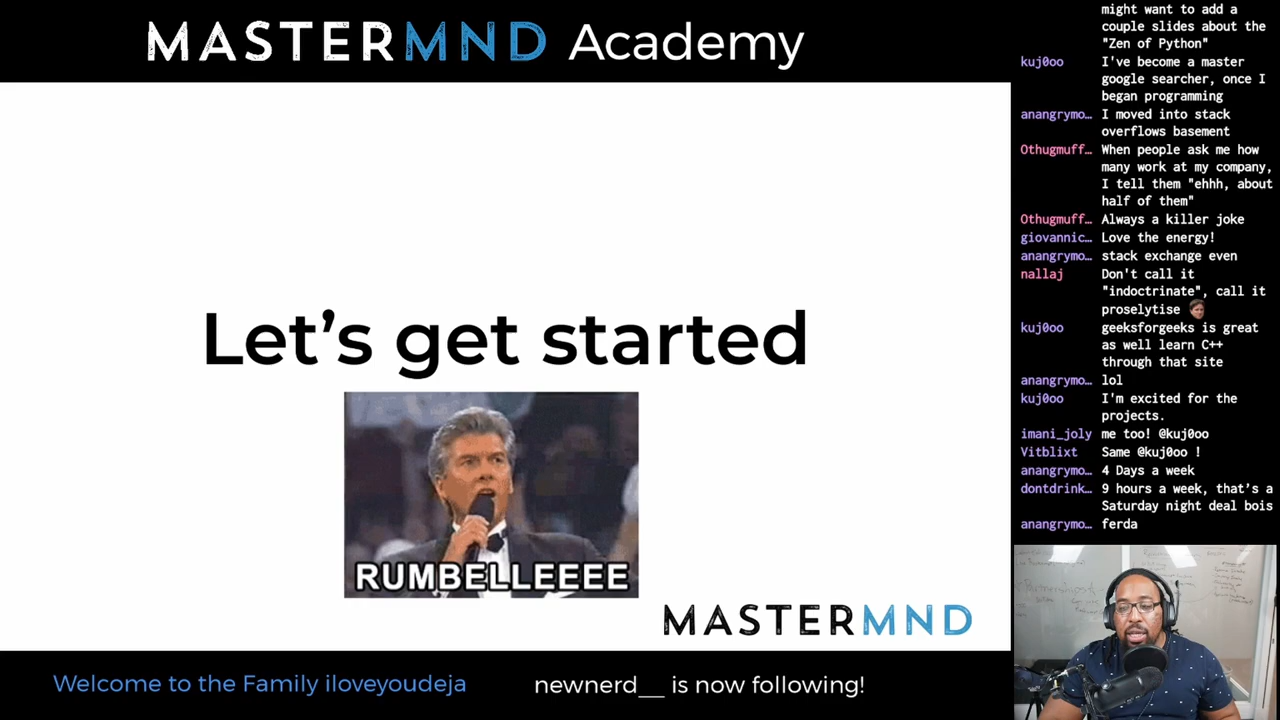 MASTERMND Academy
Let's get started
RUMBELLEEEE
MASTERMND
Welcome to the Family iloveyoudeja
newnerd__ is now following!
might want to add a
couple slides about the
"Zen of Python"
kuj0oo I've become a master
google searcher, once I
began programming
anangrymo… I moved into stack
overflows basement
Othugmuff… When people ask me how
many work at my company,
I tell them "ehhh, about
half of them"
Othugmuff… Always a killer joke
giovannic… Love the energy!
anangrymo… stack exchange even
nallaj Don't call it
"indoctrinate", call it
proselytise
kuj0oo geeksforgeeks is great
as well learn C++
through that site
anangrymo… lol
kuj0oo I'm excited for the
projects.
imani_joly me too! @kuj0oo
Vitblixt Same @kuj0oo !
anangrymo… 4 Days a week
dontdrink… 9 hours a week, that's a
Saturday night deal bois
anangrymo… ferda